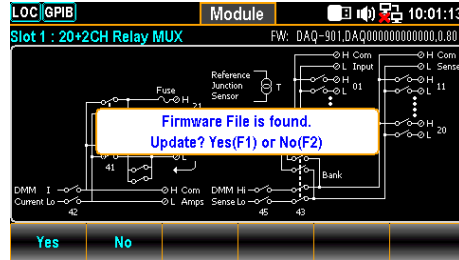 LOC GPIB Module 10:01:13
Slot 1 : 20+2CH Relay MUX FW: DAQ-901,DAQ000000000000,0.80
H Com H Com
L Input L Sense
Reference
Junction
Sensor
T
H 01 H 11
L L
Fuse
H 21
Firmware File is found.
Update? Yes(F1) or No(F2)
H H 20
L L
41
Bank
DMM I H Com DMM Hi
Current Lo L Amps Sense Lo
42 45 43
Yes No